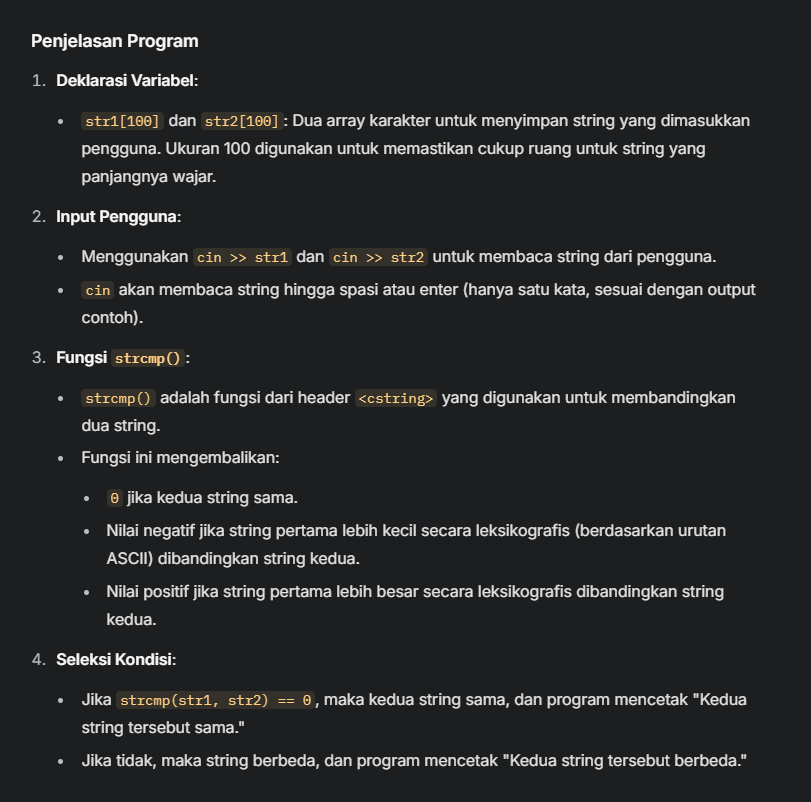 Penjelasan Program
1. Deklarasi Variabel:
• str1[100] dan str2[100]: Dua array karakter untuk menyimpan string yang dimasukkan
pengguna. Ukuran 100 digunakan untuk memastikan cukup ruang untuk string yang
panjangnya wajar.
2. Input Pengguna:
• Menggunakan cin >> str1 dan cin >> str2 untuk membaca string dari pengguna.
• cin akan membaca string hingga spasi atau enter (hanya satu kata, sesuai dengan output
contoh).
3. Fungsi strcmp():
• strcmp() adalah fungsi dari header <cstring> yang digunakan untuk membandingkan
dua string.
• Fungsi ini mengembalikan:
• 0 jika kedua string sama.
• Nilai negatif jika string pertama lebih kecil secara leksikografis (berdasarkan urutan
ASCII) dibandingkan string kedua.
• Nilai positif jika string pertama lebih besar secara leksikografis dibandingkan string
kedua.
4. Seleksi Kondisi:
• Jika strcmp(str1, str2) == 0, maka kedua string sama, dan program mencetak "Kedua
string tersebut sama."
• Jika tidak, maka string berbeda, dan program mencetak "Kedua string tersebut berbeda."